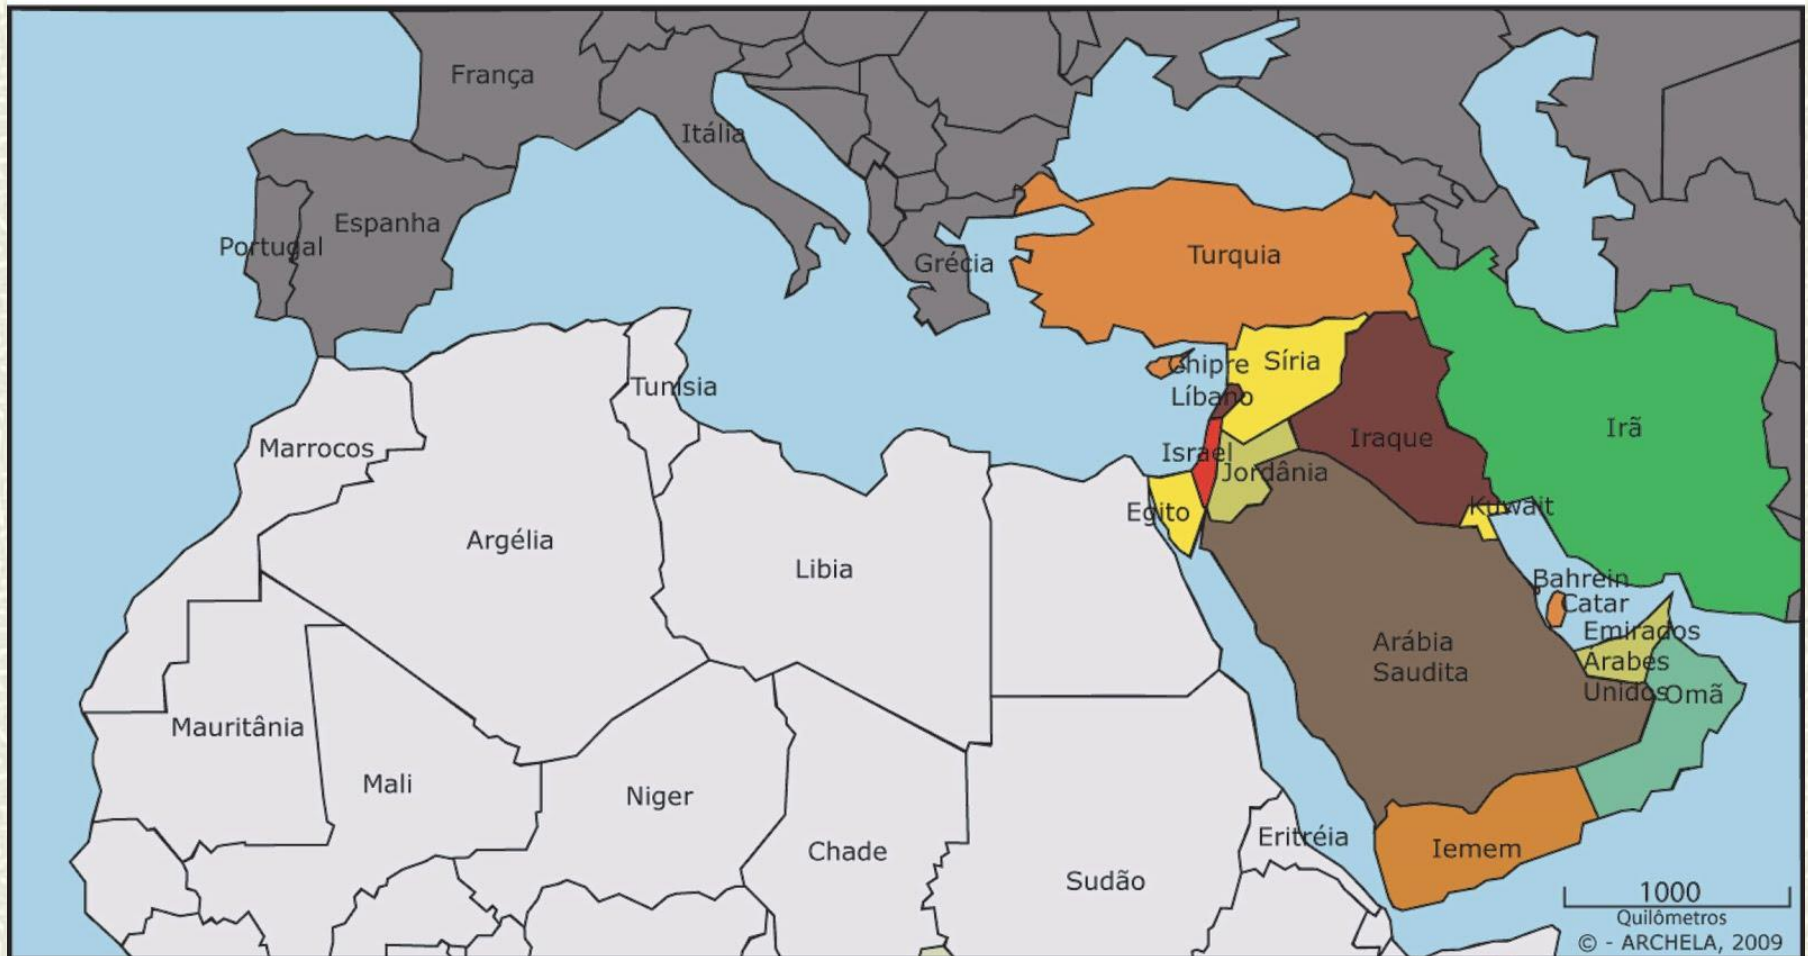 França
Itália
Espanha
Portugal
Grécia
Turquia
Chipre
Síria
Líbano
Tunísia
Marrocos
Israel
Jordânia
Iraque
Irã
Egito
Kuwait
Argélia
Libia
Bahrein
Catar
Emirados
Árabes
Unidos
Omã
Arábia
Saudita
Mauritânia
Mali
Niger
Chade
Sudão
Eritréia
Iemem
1000
Quilômetros
© - ARCHELA, 2009